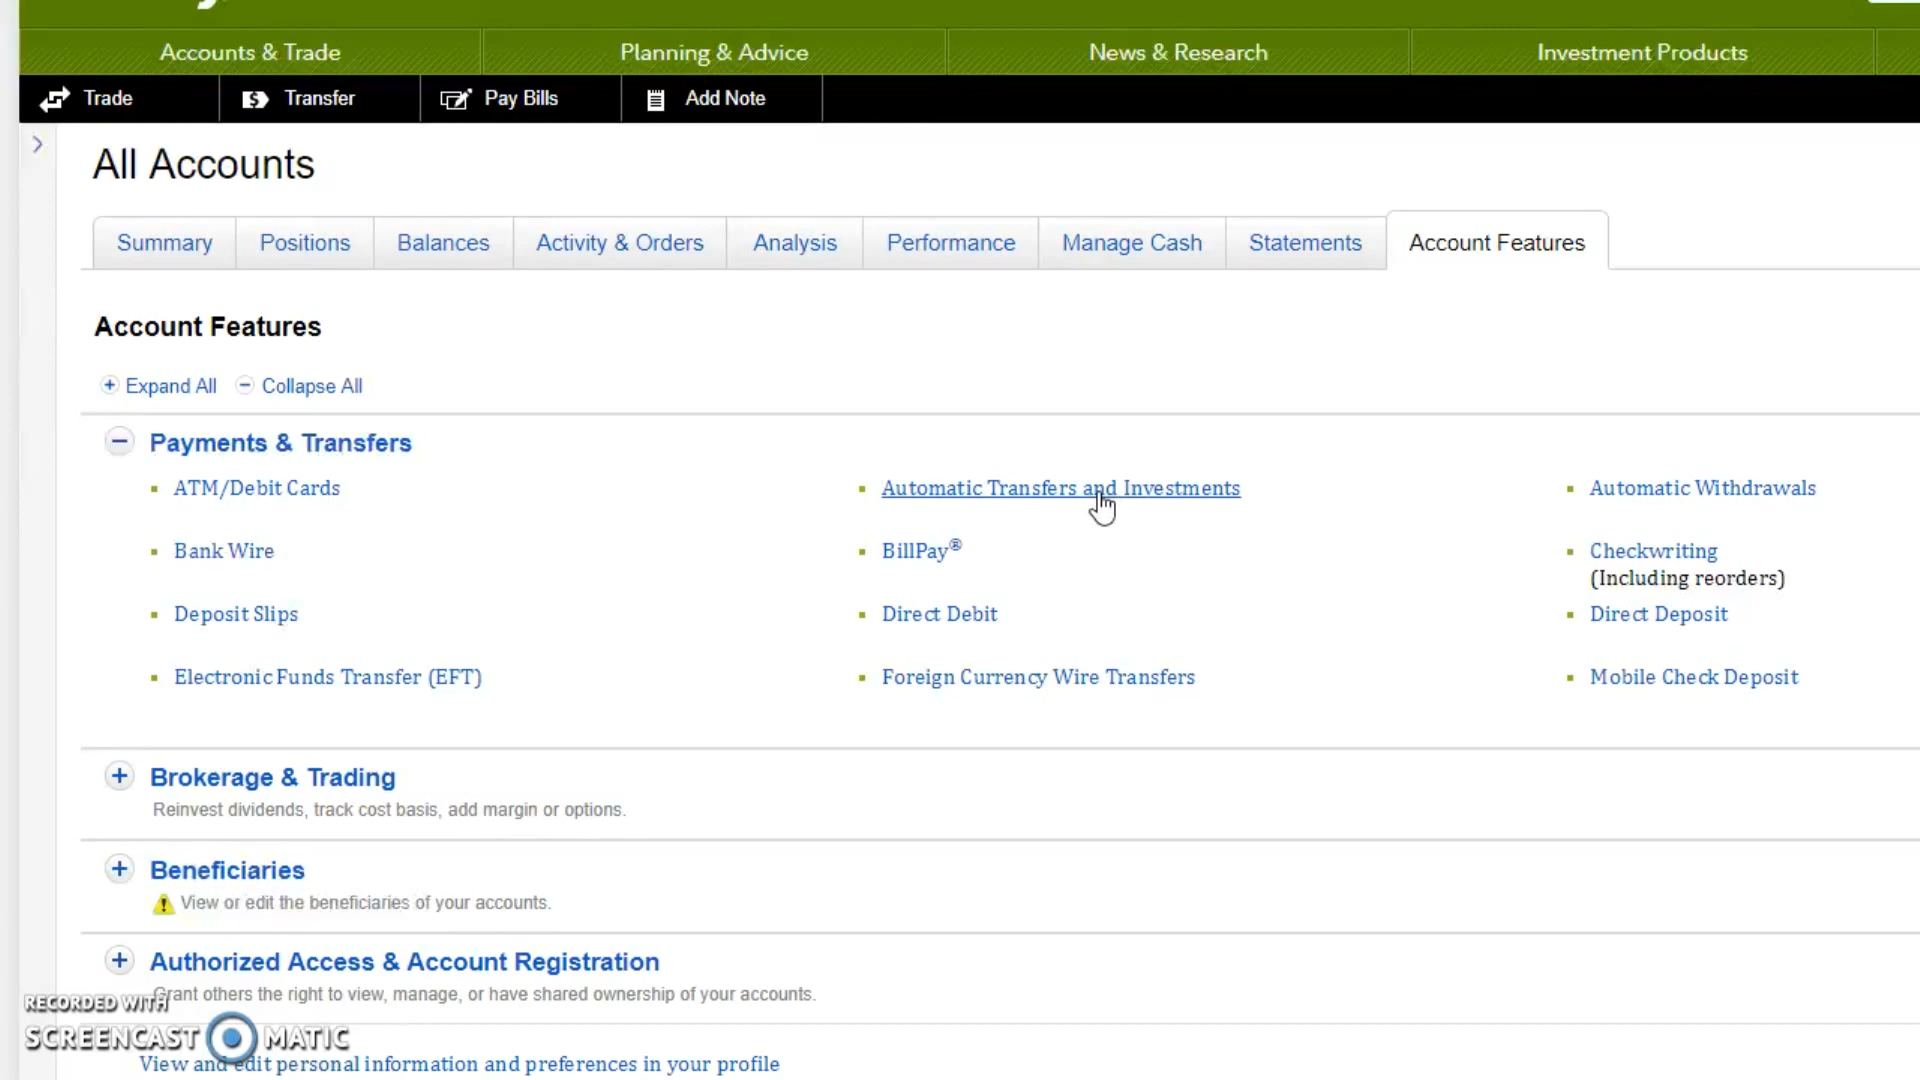 Accounts & Trade Planning & Advice News & Research Investment Products
Trade Transfer Pay Bills Add Note
All Accounts
Summary Positions Balances Activity & Orders Analysis Performance Manage Cash Statements Account Features
Account Features
Expand All Collapse All
Payments & Transfers
ATM/Debit Cards Automatic Transfers and Investments Automatic Withdrawals
Bank Wire BillPay® Checkwriting
(Including reorders)
Deposit Slips Direct Debit Direct Deposit
Electronic Funds Transfer (EFT) Foreign Currency Wire Transfers Mobile Check Deposit
Brokerage & Trading
Reinvest dividends, track cost basis, add margin or options.
Beneficiaries
View or edit the beneficiaries of your accounts.
Authorized Access & Account Registration
Grant others the right to view, manage, or have shared ownership of your accounts.
RECORDED WITH
SCREENCAST MATIC
View and edit personal information and preferences in your profile